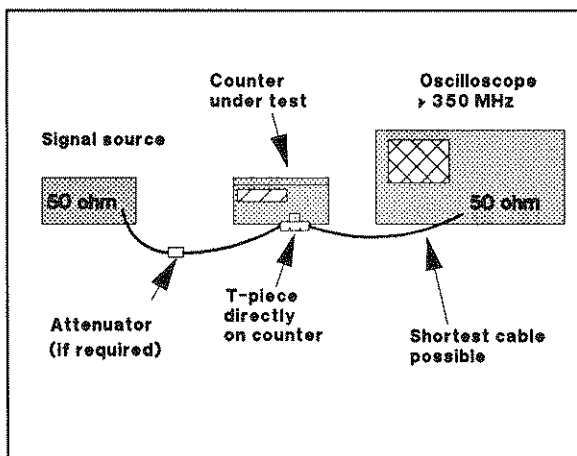 Counter
under test
Oscilloscope
> 350 MHz
Signal source
50 ohm
50 ohm
Attenuator
(if required)
T-piece
directly
on counter
Shortest cable
possible